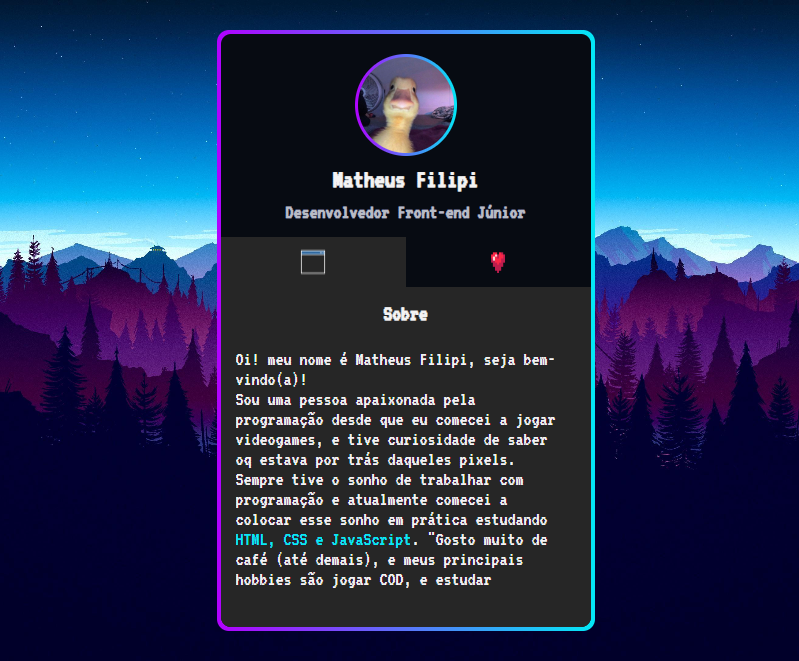 Matheus Filipi
Desenvolvedor Front-end Júnior
Sobre
Oi! meu nome é Matheus Filipi, seja bem-
vindo(a)!
Sou uma pessoa apaixonada pela
programação desde que eu comecei a jogar
videogames, e tive curiosidade de saber
oq estava por trás daqueles pixels.
Sempre tive o sonho de trabalhar com
programação e atualmente comecei a
colocar esse sonho em prática estudando
HTML, CSS e JavaScript. "Gosto muito de
café (até demais), e meus principais
hobbies são jogar COD, e estudar